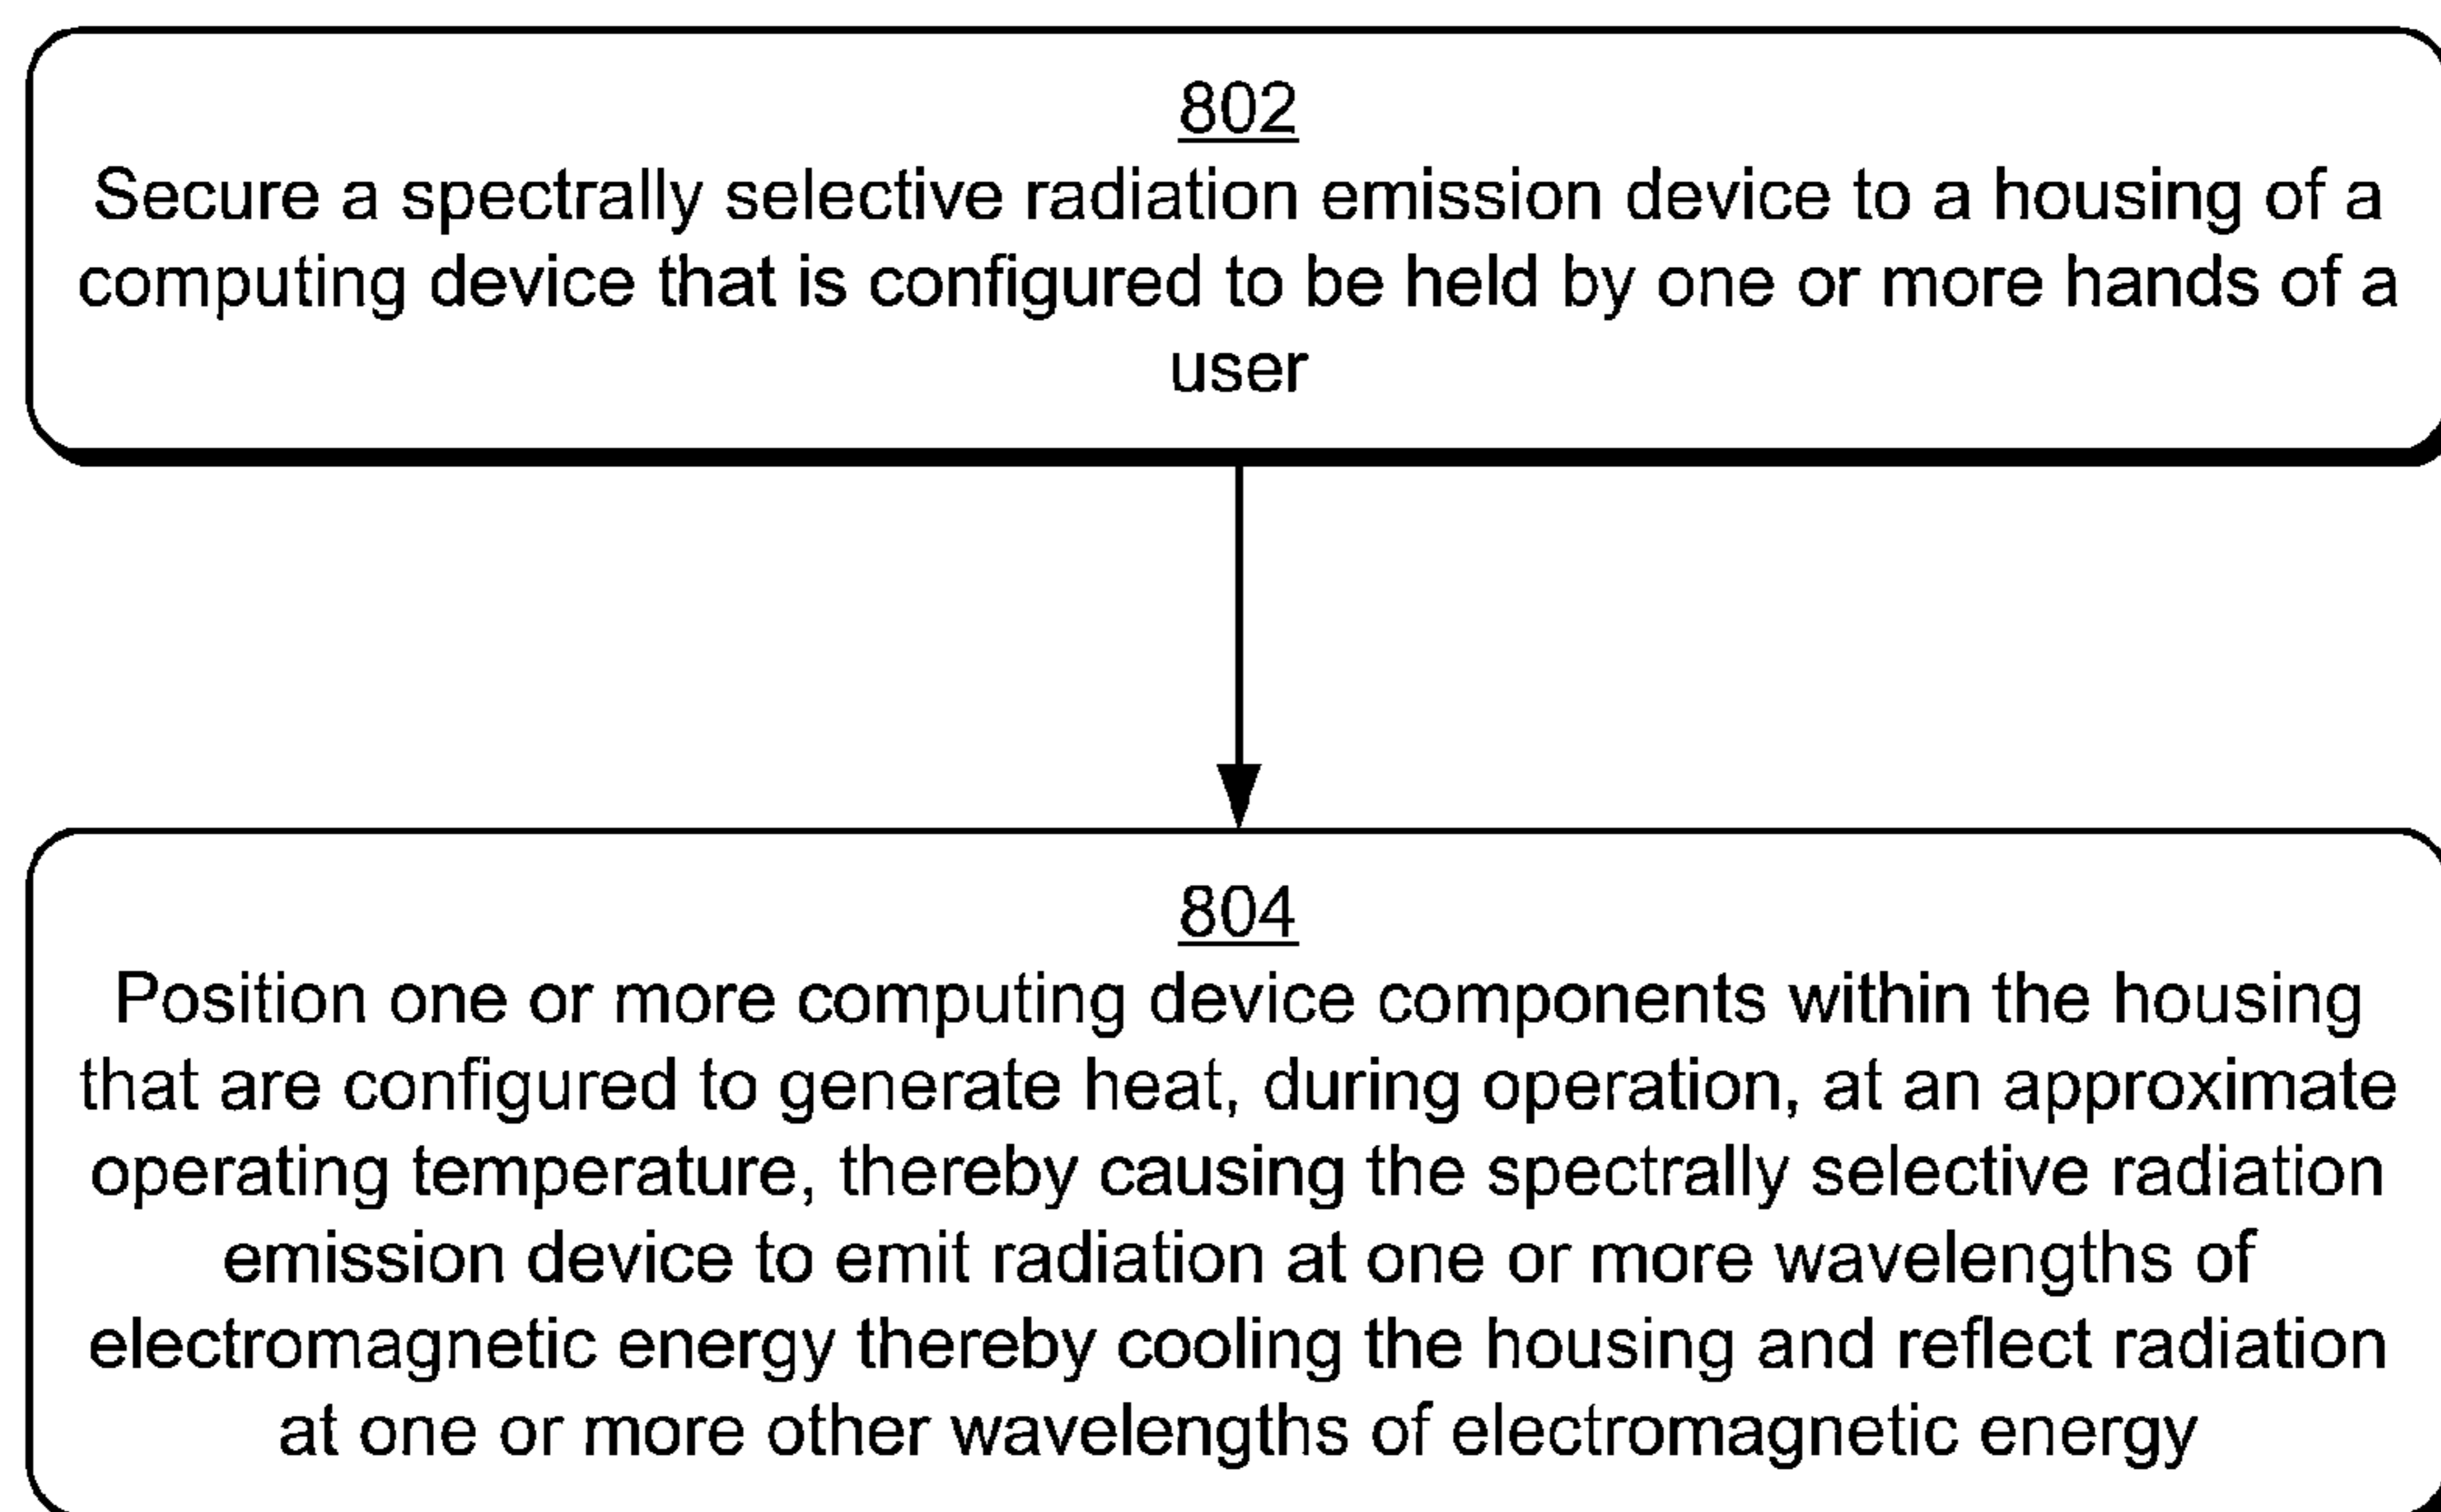 802
Secure a spectrally selective radiation emission device to a housing of a
computing device that is configured to be held by one or more hands of a
user
804
Position one or more computing device components within the housing
that are configured to generate heat, during operation, at an approximate
operating temperature, thereby causing the spectrally selective radiation
emission device to emit radiation at one or more wavelengths of
electromagnetic energy thereby cooling the housing and reflect radiation
at one or more other wavelengths of electromagnetic energy